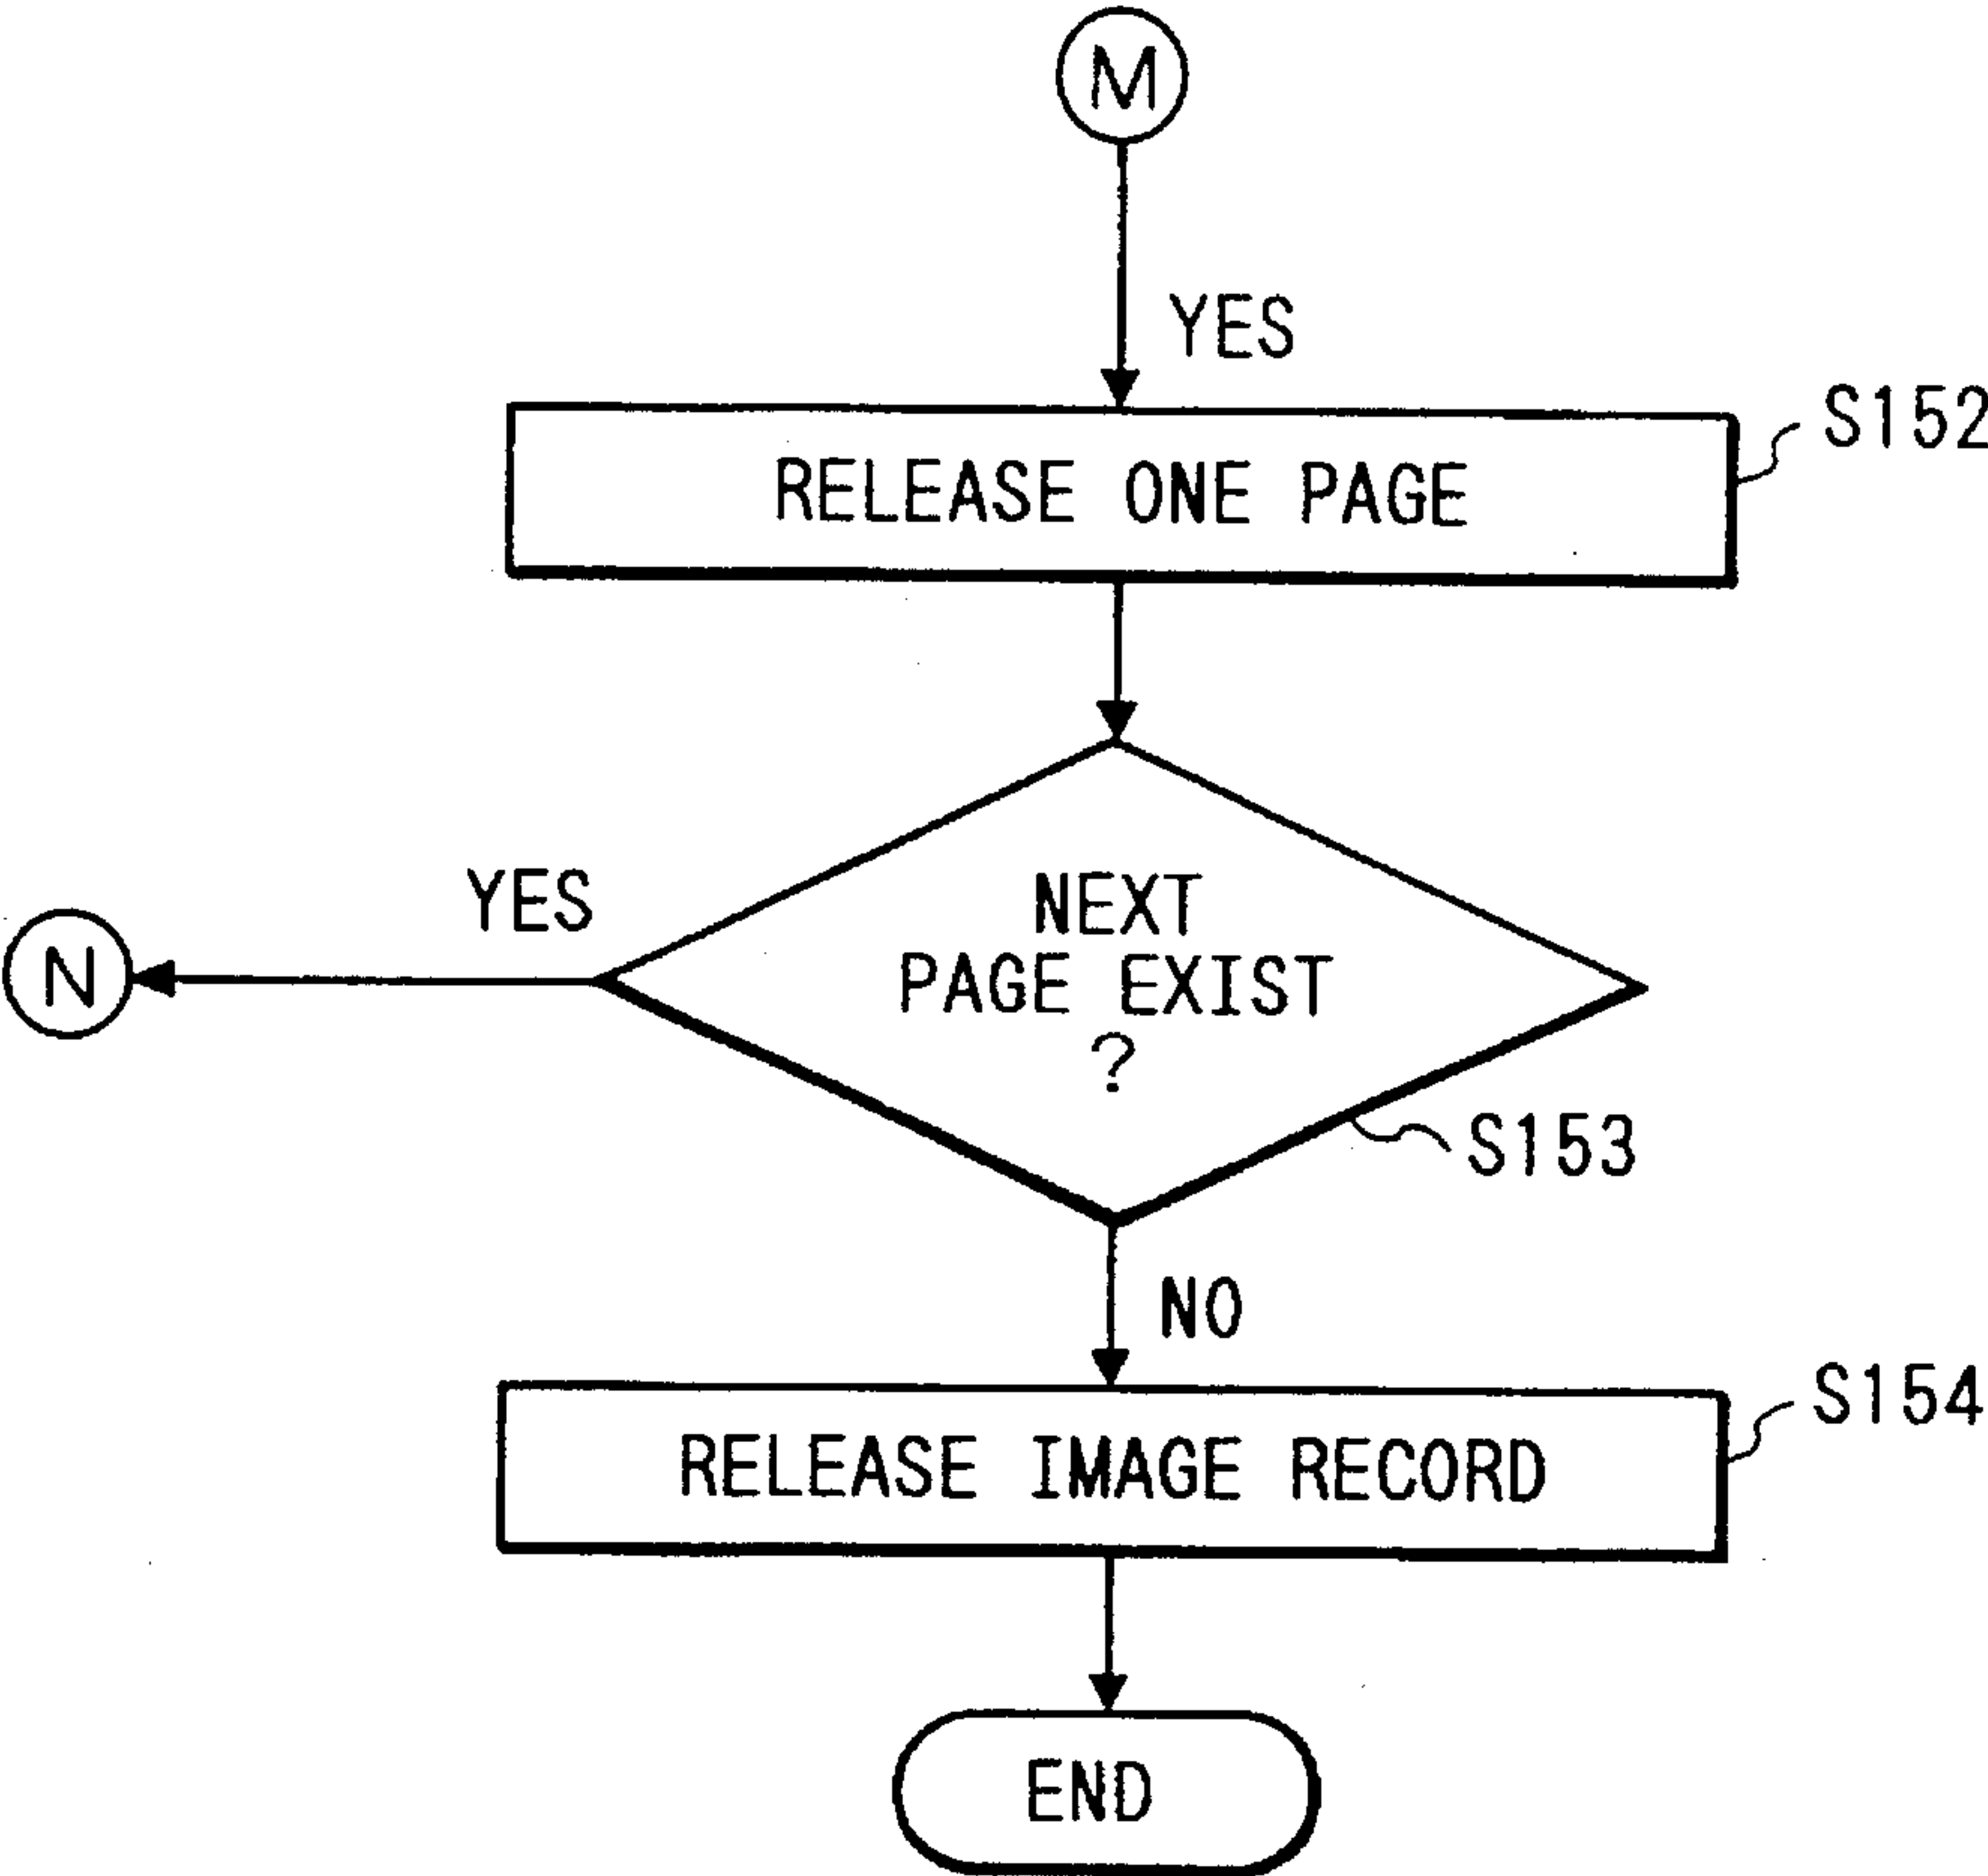 M
YES
S152
RELEASE ONE PAGE
YES
NEXT
N
PAGE EXIST
?
S153
NO
S154
RELEASE IMAGE RECORD
END